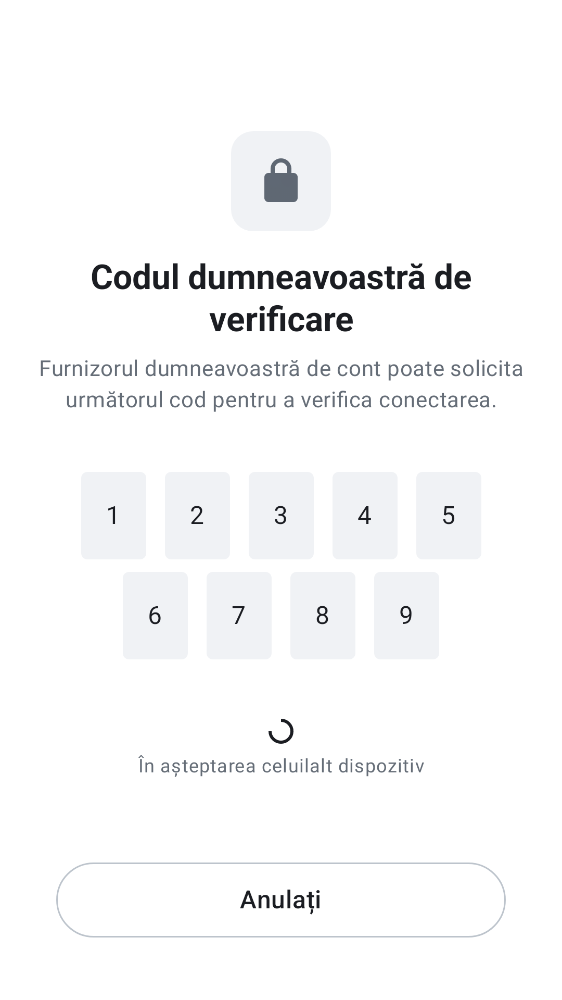 Codul dumneavoastră de
verificare
Furnizorul dumneavoastră de cont poate solicita
următorul cod pentru a verifica conectarea.
1 2 3 4 5
6 7 8 9
În așteptarea celuilalt dispozitiv
Anulați